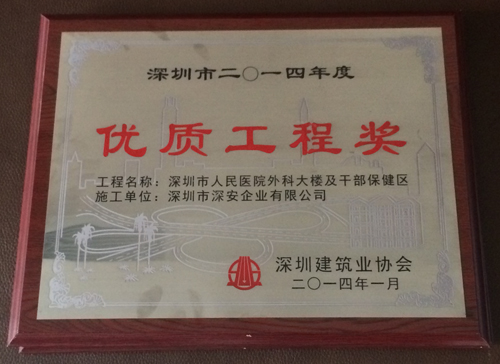 深圳市二〇一四年度
优质工程奖
工程名称：深圳市人民医院外科大楼及干部保健区
施工单位：深圳市深安企业有限公司
深圳建筑业协会
二〇一四年一月